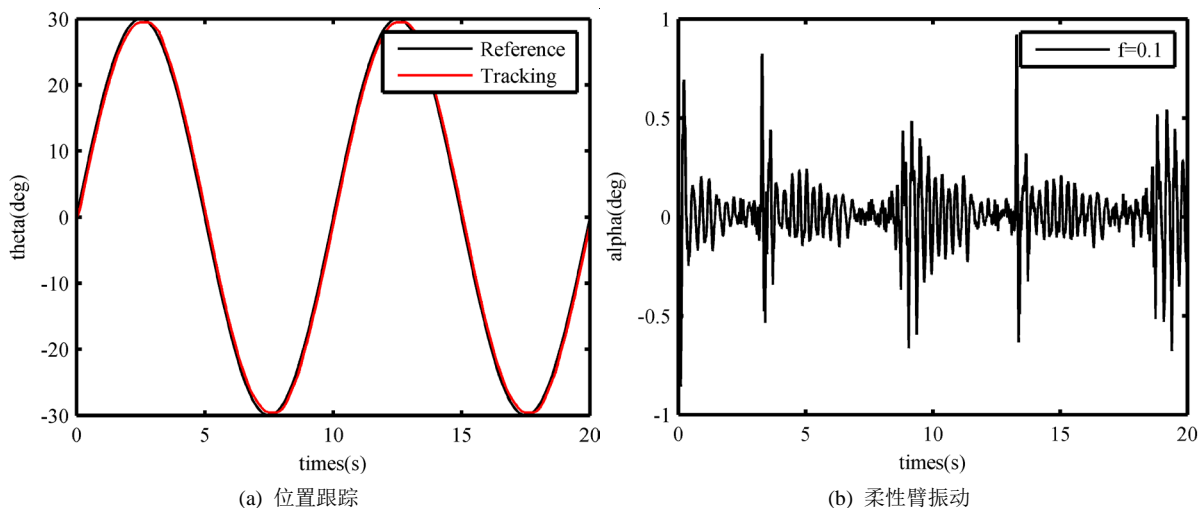 30
20
10
0
-10
-20
-30
theta(deg)
Reference
Tracking
0
5
10
15
20
times(s)
(a) 位置跟踪
1
0.5
0
-0.5
-1
alpha(deg)
f=0.1
0
5
10
15
20
times(s)
(b) 柔性臂振动